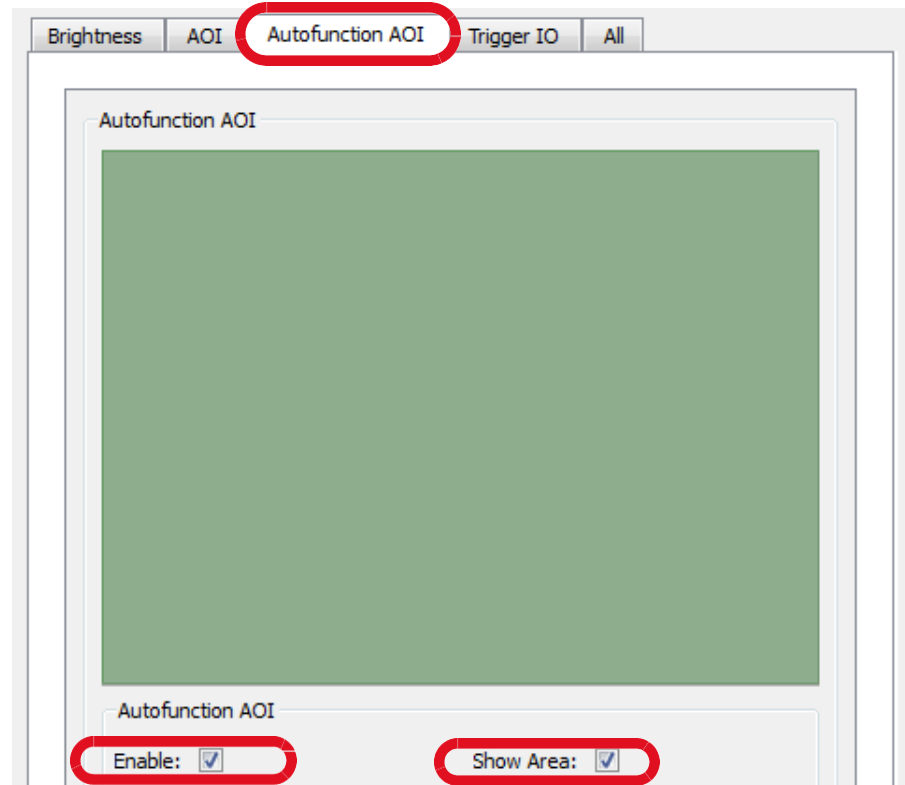 Brightness AOI Autofunction AOI Trigger IO All
Autofunction AOI
Autofunction AOI
Enable: Show Area: